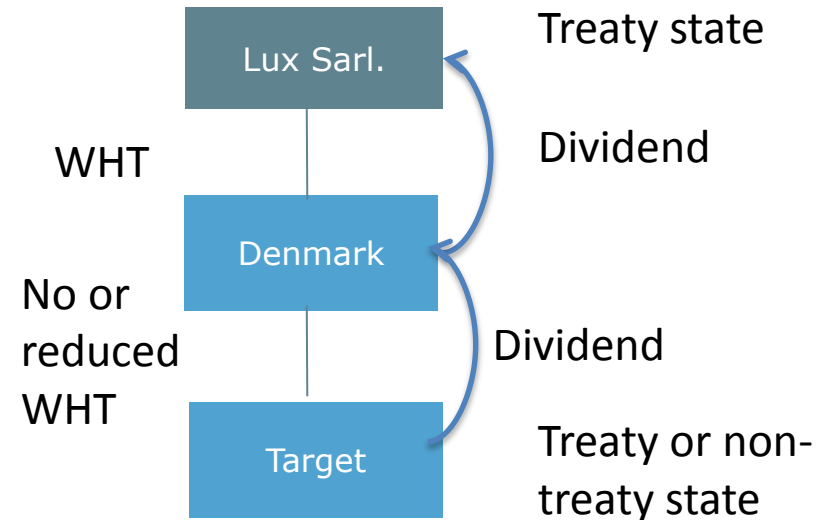 Treaty state
Lux Sarl.
WHT
Dividend
Denmark
No or
reduced
WHT
Dividend
Target
Treaty or non-
treaty state